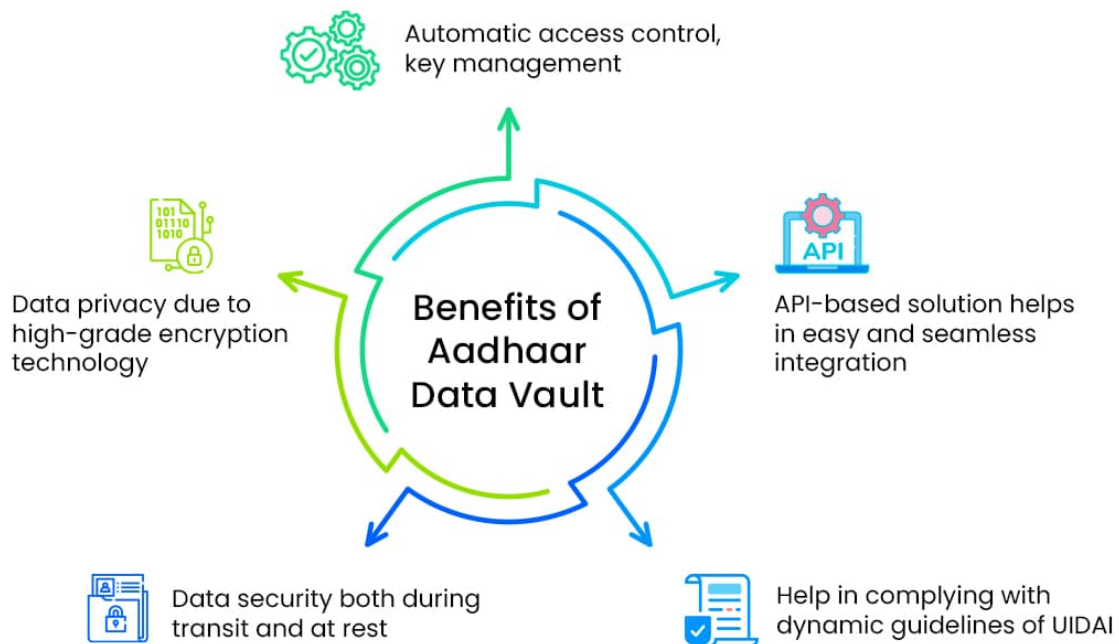 Automatic access control,
key management
101
01110
1010
API
Data privacy due to
high-grade encryption
technology
Benefits of
Aadhaar
Data Vault
API-based solution helps
in easy and seamless
integration
Data security both during
transit and at rest
Help in complying with
dynamic guidelines of UIDAI